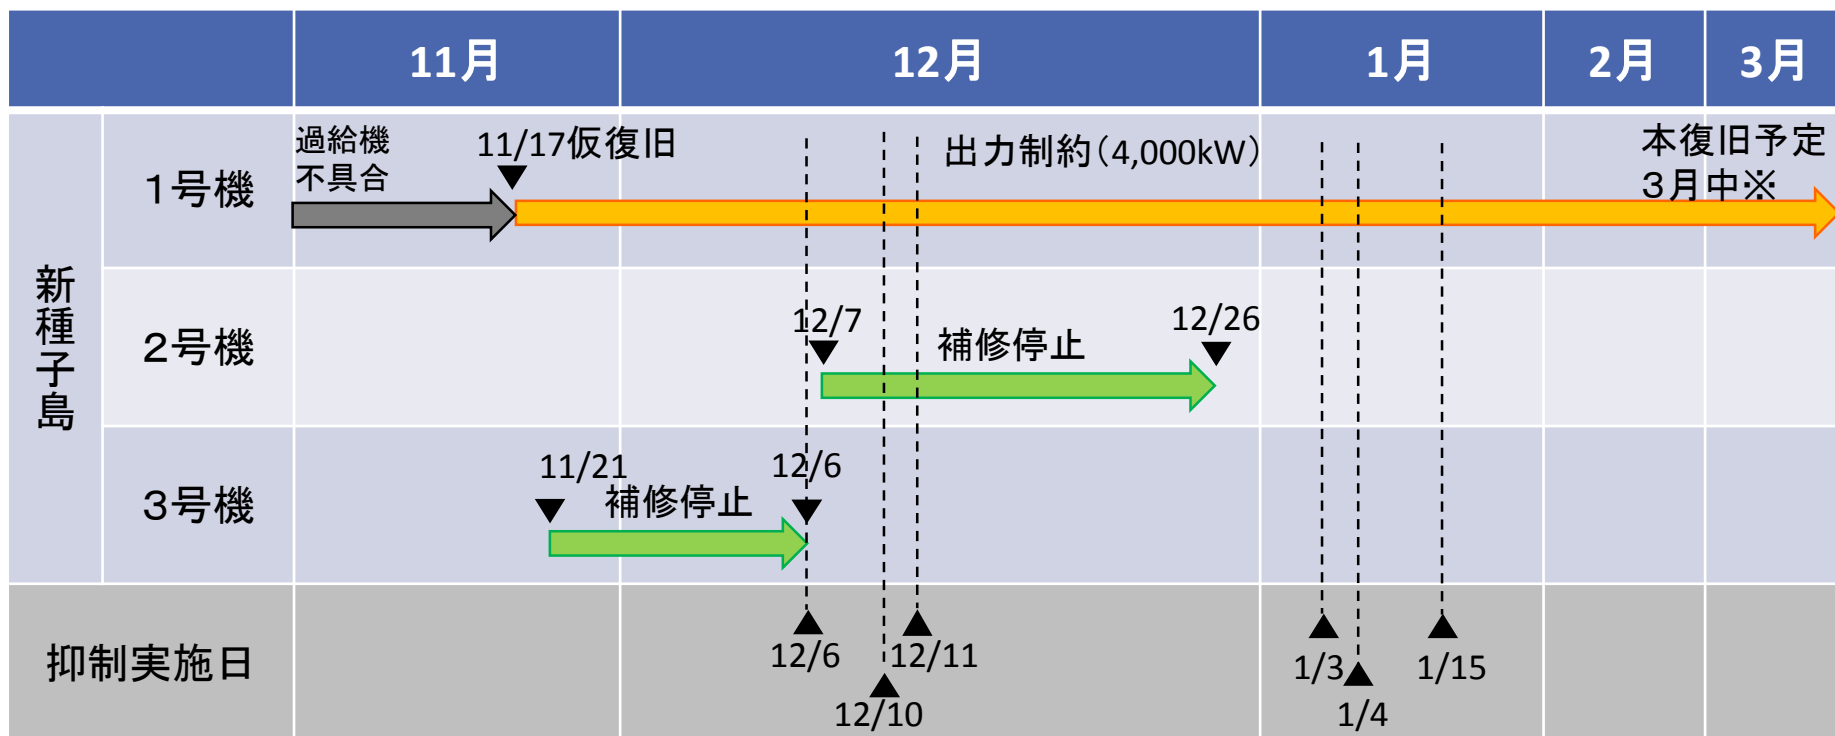 11月
12月
1月
2月
3月
新種子島
1号機
過給機
不具合
11/17仮復旧
出力制約(4,000kW)
本復旧予定
3月中※
2号機
12/7
補修停止
12/26
3号機
11/21
補修停止
12/6
抑制実施日
12/6
12/10
12/11
1/3
1/4
1/15